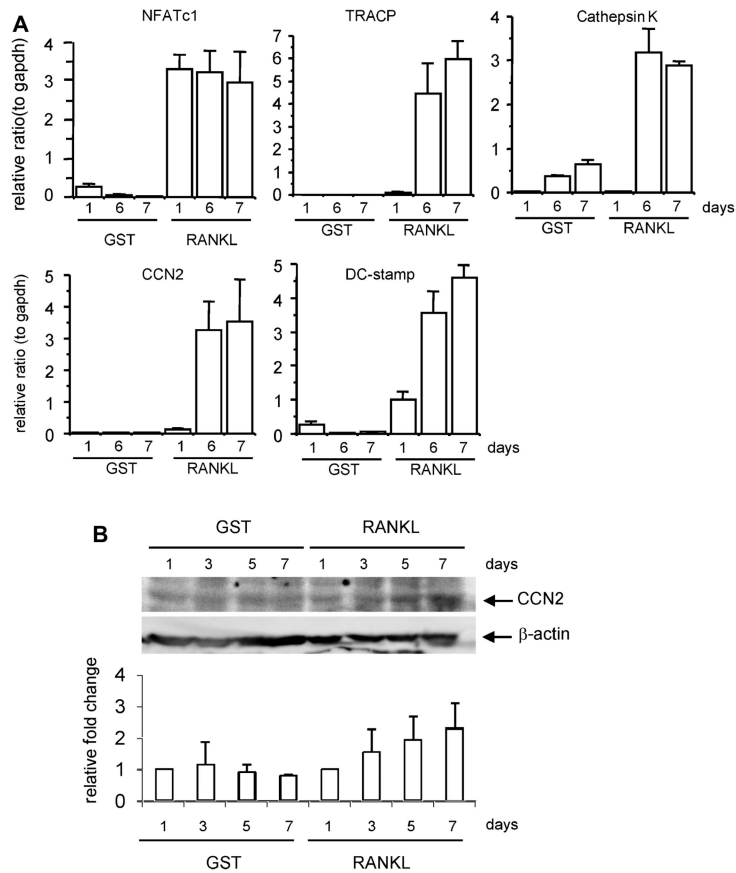 A
NFATc1
relative ratio(to gapdh)
4
3
2
1
0
1 6 7 1 6 7
GST RANKL
TRACP
7
6
5
4
3
2
1
0
1 6 7 1 6 7
GST RANKL
Cathepsin K
4
3
2
1
0
1 6 7 1 6 7 days
GST RANKL
CCN2
relative ratio (to gapdh)
5
4
3
2
1
0
1 6 7 1 6 7
GST RANKL
DC-stamp
5
4
3
2
1
0
1 6 7 1 6 7 days
GST RANKL
B
GST RANKL
1 3 5 7 1 3 5 7 days
CCN2
β-actin
relative fold change
4
3
2
1
0
1 3 5 7 1 3 5 7 days
GST RANKL